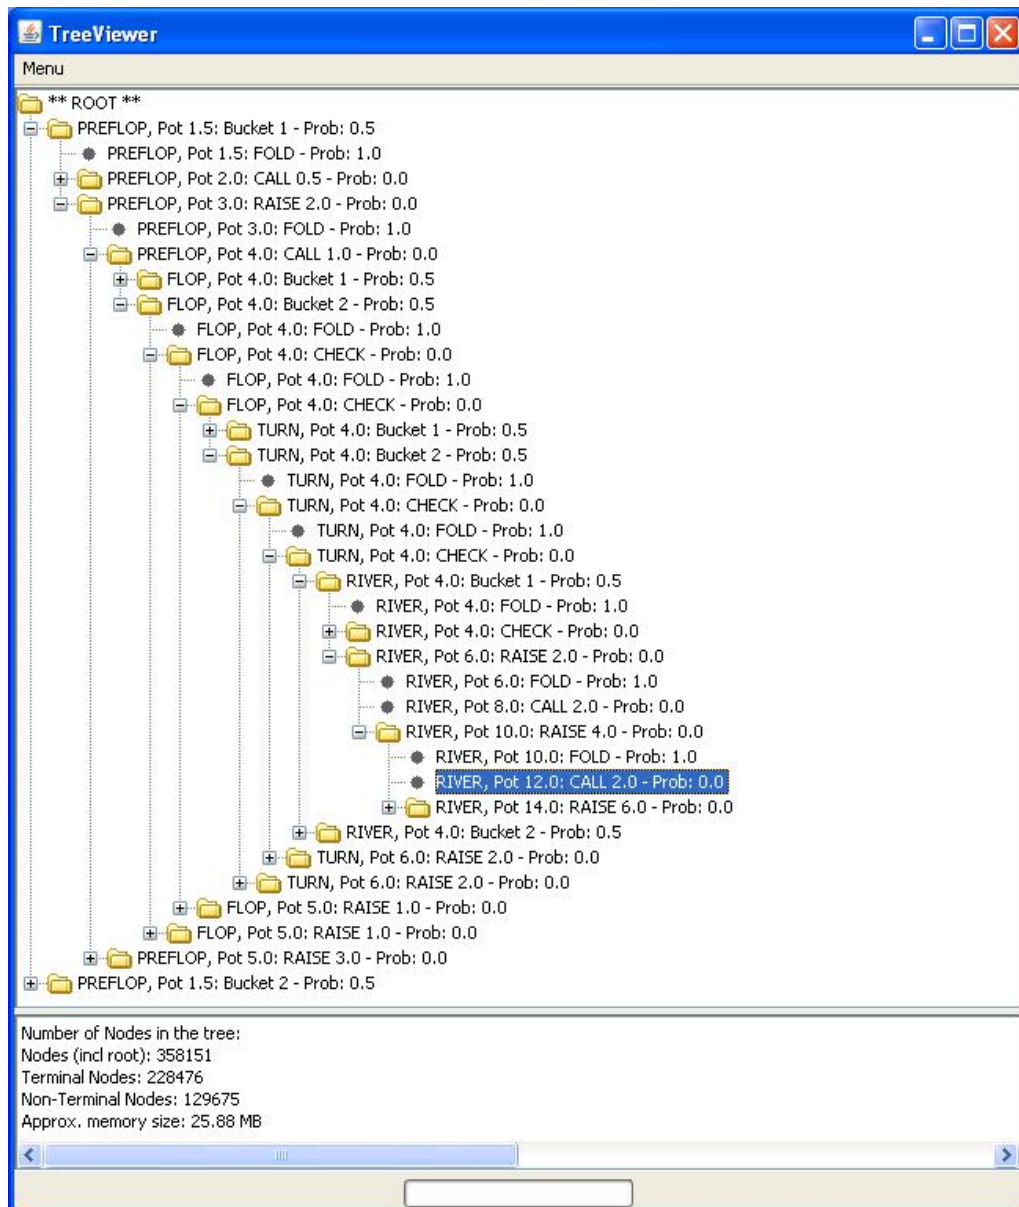 TreeViewer
Menu
** ROOT **
PREFLOP, Pot 1.5: Bucket 1 - Prob: 0.5
PREFLOP, Pot 1.5: FOLD - Prob: 1.0
PREFLOP, Pot 2.0: CALL 0.5 - Prob: 0.0
PREFLOP, Pot 3.0: RAISE 2.0 - Prob: 0.0
PREFLOP, Pot 3.0: FOLD - Prob: 1.0
PREFLOP, Pot 4.0: CALL 1.0 - Prob: 0.0
FLOP, Pot 4.0: Bucket 1 - Prob: 0.5
FLOP, Pot 4.0: Bucket 2 - Prob: 0.5
FLOP, Pot 4.0: FOLD - Prob: 1.0
FLOP, Pot 4.0: CHECK - Prob: 0.0
FLOP, Pot 4.0: FOLD - Prob: 1.0
FLOP, Pot 4.0: CHECK - Prob: 0.0
TURN, Pot 4.0: Bucket 1 - Prob: 0.5
TURN, Pot 4.0: Bucket 2 - Prob: 0.5
TURN, Pot 4.0: FOLD - Prob: 1.0
TURN, Pot 4.0: CHECK - Prob: 0.0
TURN, Pot 4.0: FOLD - Prob: 1.0
TURN, Pot 4.0: CHECK - Prob: 0.0
RIVER, Pot 4.0: Bucket 1 - Prob: 0.5
RIVER, Pot 4.0: FOLD - Prob: 1.0
RIVER, Pot 4.0: CHECK - Prob: 0.0
RIVER, Pot 6.0: RAISE 2.0 - Prob: 0.0
RIVER, Pot 6.0: FOLD - Prob: 1.0
RIVER, Pot 8.0: CALL 2.0 - Prob: 0.0
RIVER, Pot 10.0: RAISE 4.0 - Prob: 0.0
RIVER, Pot 10.0: FOLD - Prob: 1.0
RIVER, Pot 12.0: CALL 2.0 - Prob: 0.0
RIVER, Pot 14.0: RAISE 6.0 - Prob: 0.0
RIVER, Pot 4.0: Bucket 2 - Prob: 0.5
TURN, Pot 6.0: RAISE 2.0 - Prob: 0.0
TURN, Pot 6.0: RAISE 2.0 - Prob: 0.0
FLOP, Pot 5.0: RAISE 1.0 - Prob: 0.0
FLOP, Pot 5.0: RAISE 1.0 - Prob: 0.0
PREFLOP, Pot 5.0: RAISE 3.0 - Prob: 0.0
PREFLOP, Pot 1.5: Bucket 2 - Prob: 0.5
Number of Nodes in the tree:
Nodes (incl root): 358151
Terminal Nodes: 228476
Non-Terminal Nodes: 129675
Approx. memory size: 25.88 MB